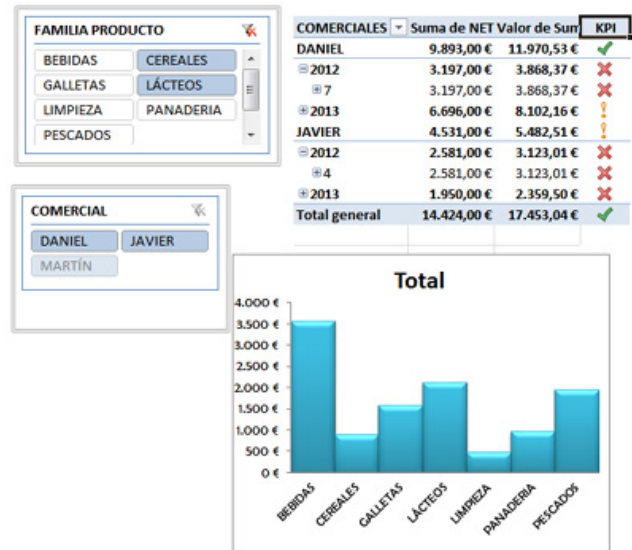 FAMILIA PRODUCTO
BEBIDAS CEREALES
GALLETAS LÁCTEOS
LIMPIEZA PANADERIA
PESCADOS
COMERCIAL
DANIEL JAVIER
MARTÍN
COMERCIALES Suma de NET Valor de Sum KPI
DANIEL 9.893,00 € 11.970,53 €
2012 3.197,00 € 3.868,37 €
7 3.197,00 € 3.868,37 €
2013 6.696,00 € 8.102,16 €
JAVIER 4.531,00 € 5.482,51 €
2012 2.581,00 € 3.123,01 €
4 2.581,00 € 3.123,01 €
2013 1.950,00 € 2.359,50 €
Total general 14.424,00 € 17.453,04 €
Total
4.000 €
3.500 €
3.000 €
2.500 €
2.000 €
1.500 €
1.000 €
500 €
0 €
BEBIDAS CEREALES GALLETAS LÁCTEOS LIMPIEZA PANADERIA PESCADOS